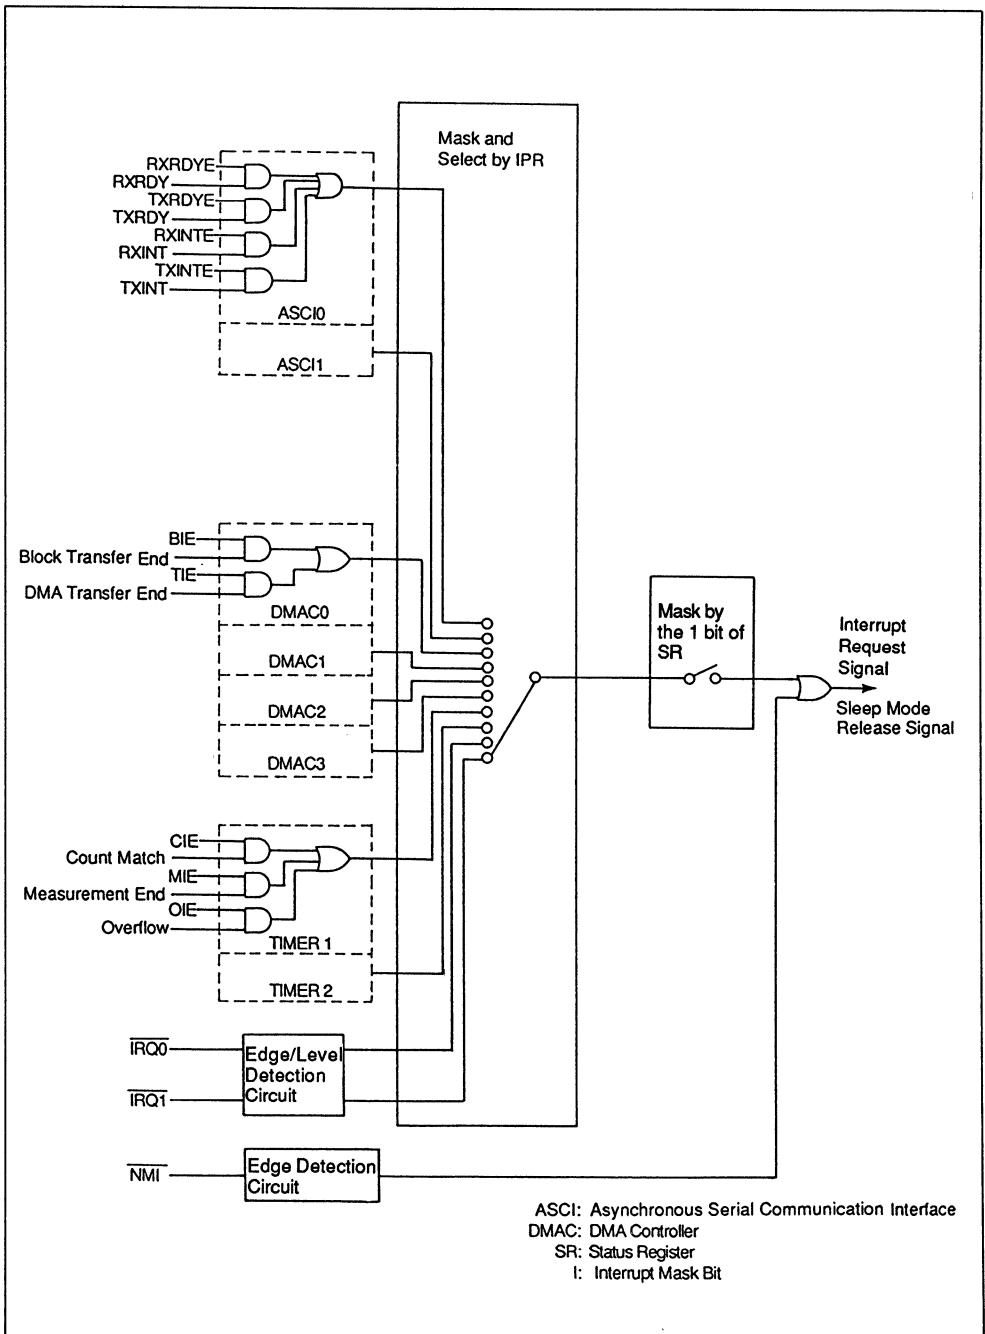 Mask and
Select by IPR
RXRDYE
RXRDY
TXRDYE
TXRDY
RXINTE
RXINT
TXINTE
TXINT
ASCI0
ASCI1
BIE
Block Transfer End
TIE
DMA Transfer End
DMAC0
DMAC1
DMAC2
DMAC3
Mask by
the 1 bit of
SR
Interrupt
Request
Signal
Sleep Mode
Release Signal
CIE
Count Match
MIE
Measurement End
OIE
Overflow
TIMER 1
TIMER 2
IRQ0
IRQ1
Edge/Level
Detection
Circuit
NMI
Edge Detection
Circuit
ASCI: Asynchronous Serial Communication Interface
DMAC: DMA Controller
SR: Status Register
I: Interrupt Mask Bit